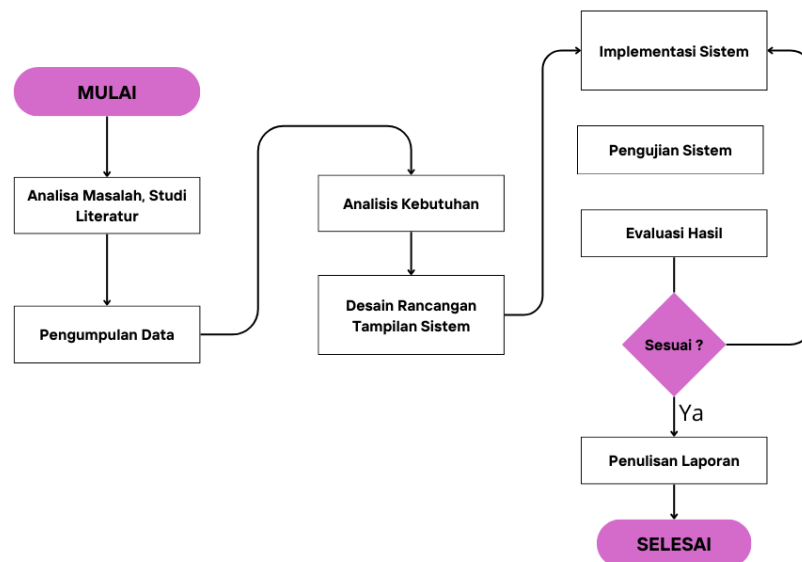 MULAI
Analisa Masalah, Studi
Literatur
Pengumpulan Data
Analisis Kebutuhan
Desain Rancangan
Tampilan Sistem
Implementasi Sistem
Pengujian Sistem
Evaluasi Hasil
Sesuai ?
Ya
Penulisan Laporan
SELESAI